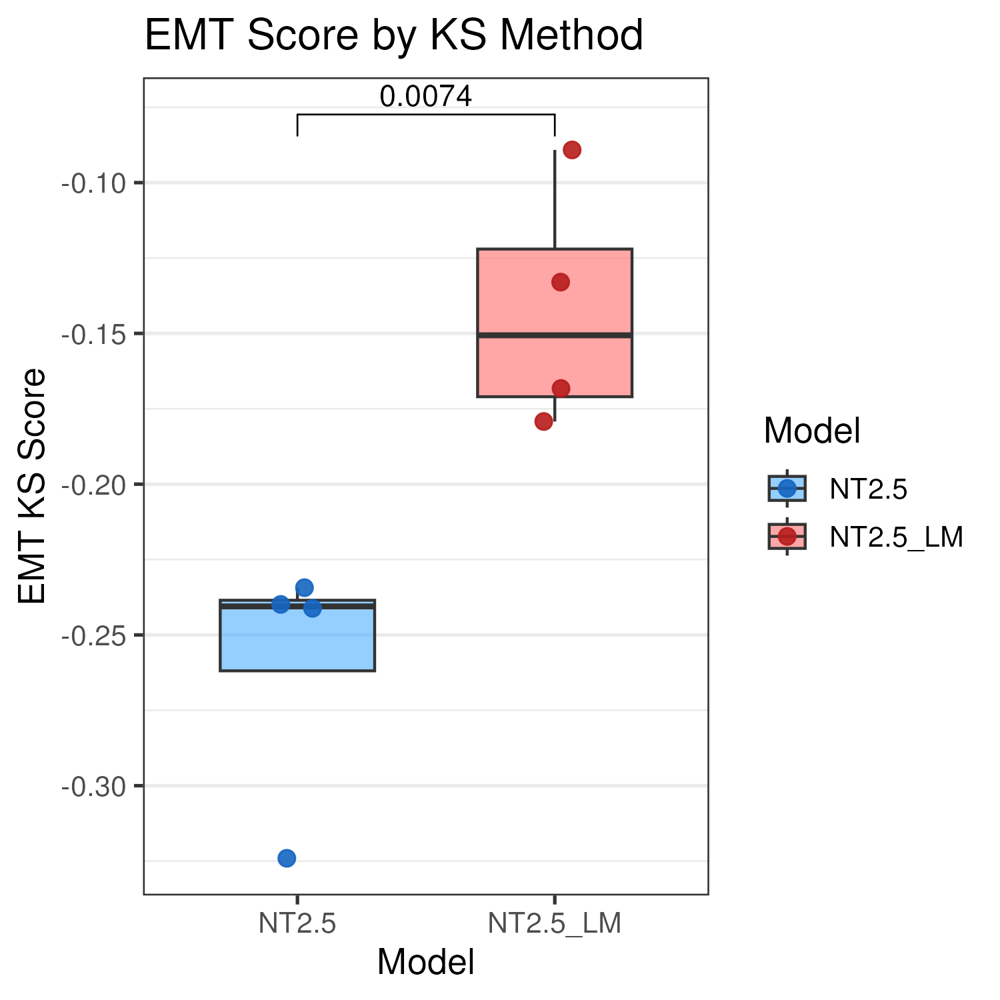 EMT Score by KS Method
0.0074
-0.10
-0.15
-0.20
-0.25
-0.30
EMT KS Score
NT2.5
NT2.5_LM
Model
Model
NT2.5
NT2.5_LM